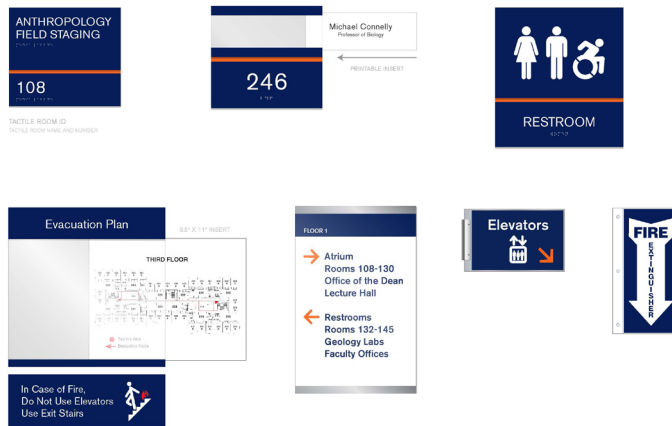 ANTHROPOLOGY
FIELD STAGING
108
TACTILE ROOM ID
TACTILE ROOM NAME AND NUMBER
Michael Connelly
Professor of Biology
PRINTABLE INSERT
246
RESTROOM
Evacuation Plan
8.5" X 11" INSERT
THIRD FLOOR
In Case of Fire,
Do Not Use Elevators
Use Exit Stairs
FLOOR 1
Atrium
Rooms 108-130
Office of the Dean
Lecture Hall
Restrooms
Rooms 132-145
Geology Labs
Faculty Offices
Elevators
FIRE
EXTINGUISHER